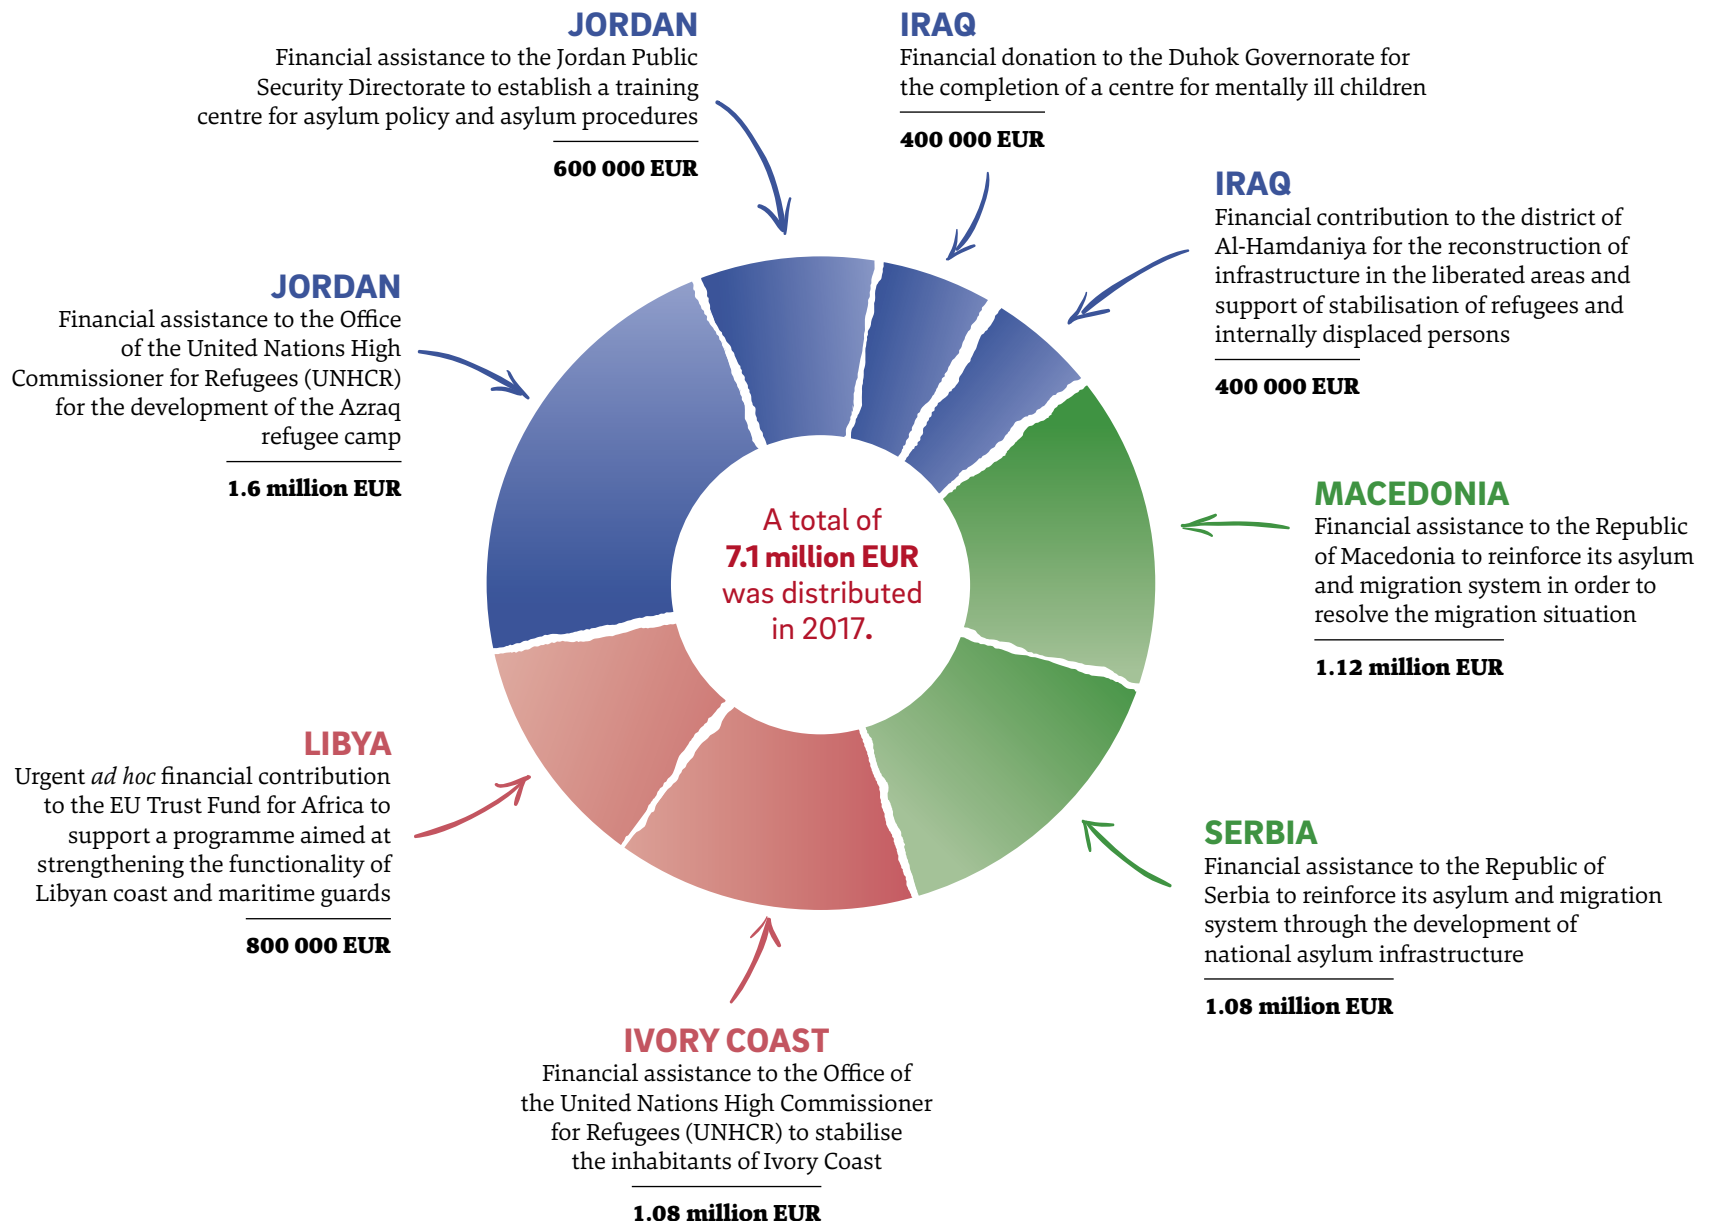 JORDAN
Financial assistance to the Jordan Public
Security Directorate to establish a training
centre for asylum policy and asylum procedures
600 000 EUR
IRAQ
Financial donation to the Duhok Governorate for
the completion of a centre for mentally ill children
400 000 EUR
IRAQ
Financial contribution to the district of
Al-Hamdaniya for the reconstruction of
infrastructure in the liberated areas and
support of stabilisation of refugees and
internally displaced persons
400 000 EUR
JORDAN
Financial assistance to the Office
of the United Nations High
Commissioner for Refugees (UNHCR)
for the development of the Azraq
refugee camp
1.6 million EUR
A total of
7.1 million EUR
was distributed
in 2017.
MACEDONIA
Financial assistance to the Republic
of Macedonia to reinforce its asylum
and migration system in order to
resolve the migration situation
1.12 million EUR
LIBYA
Urgent ad hoc financial contribution
to the EU Trust Fund for Africa to
support a programme aimed at
strengthening the functionality of
Libyan coast and maritime guards
800 000 EUR
SERBIA
Financial assistance to the Republic of
Serbia to reinforce its asylum and migration
system through the development of
national asylum infrastructure
1.08 million EUR
IVORY COAST
Financial assistance to the Office of
the United Nations High Commissioner
for Refugees (UNHCR) to stabilise
the inhabitants of Ivory Coast
1.08 million EUR